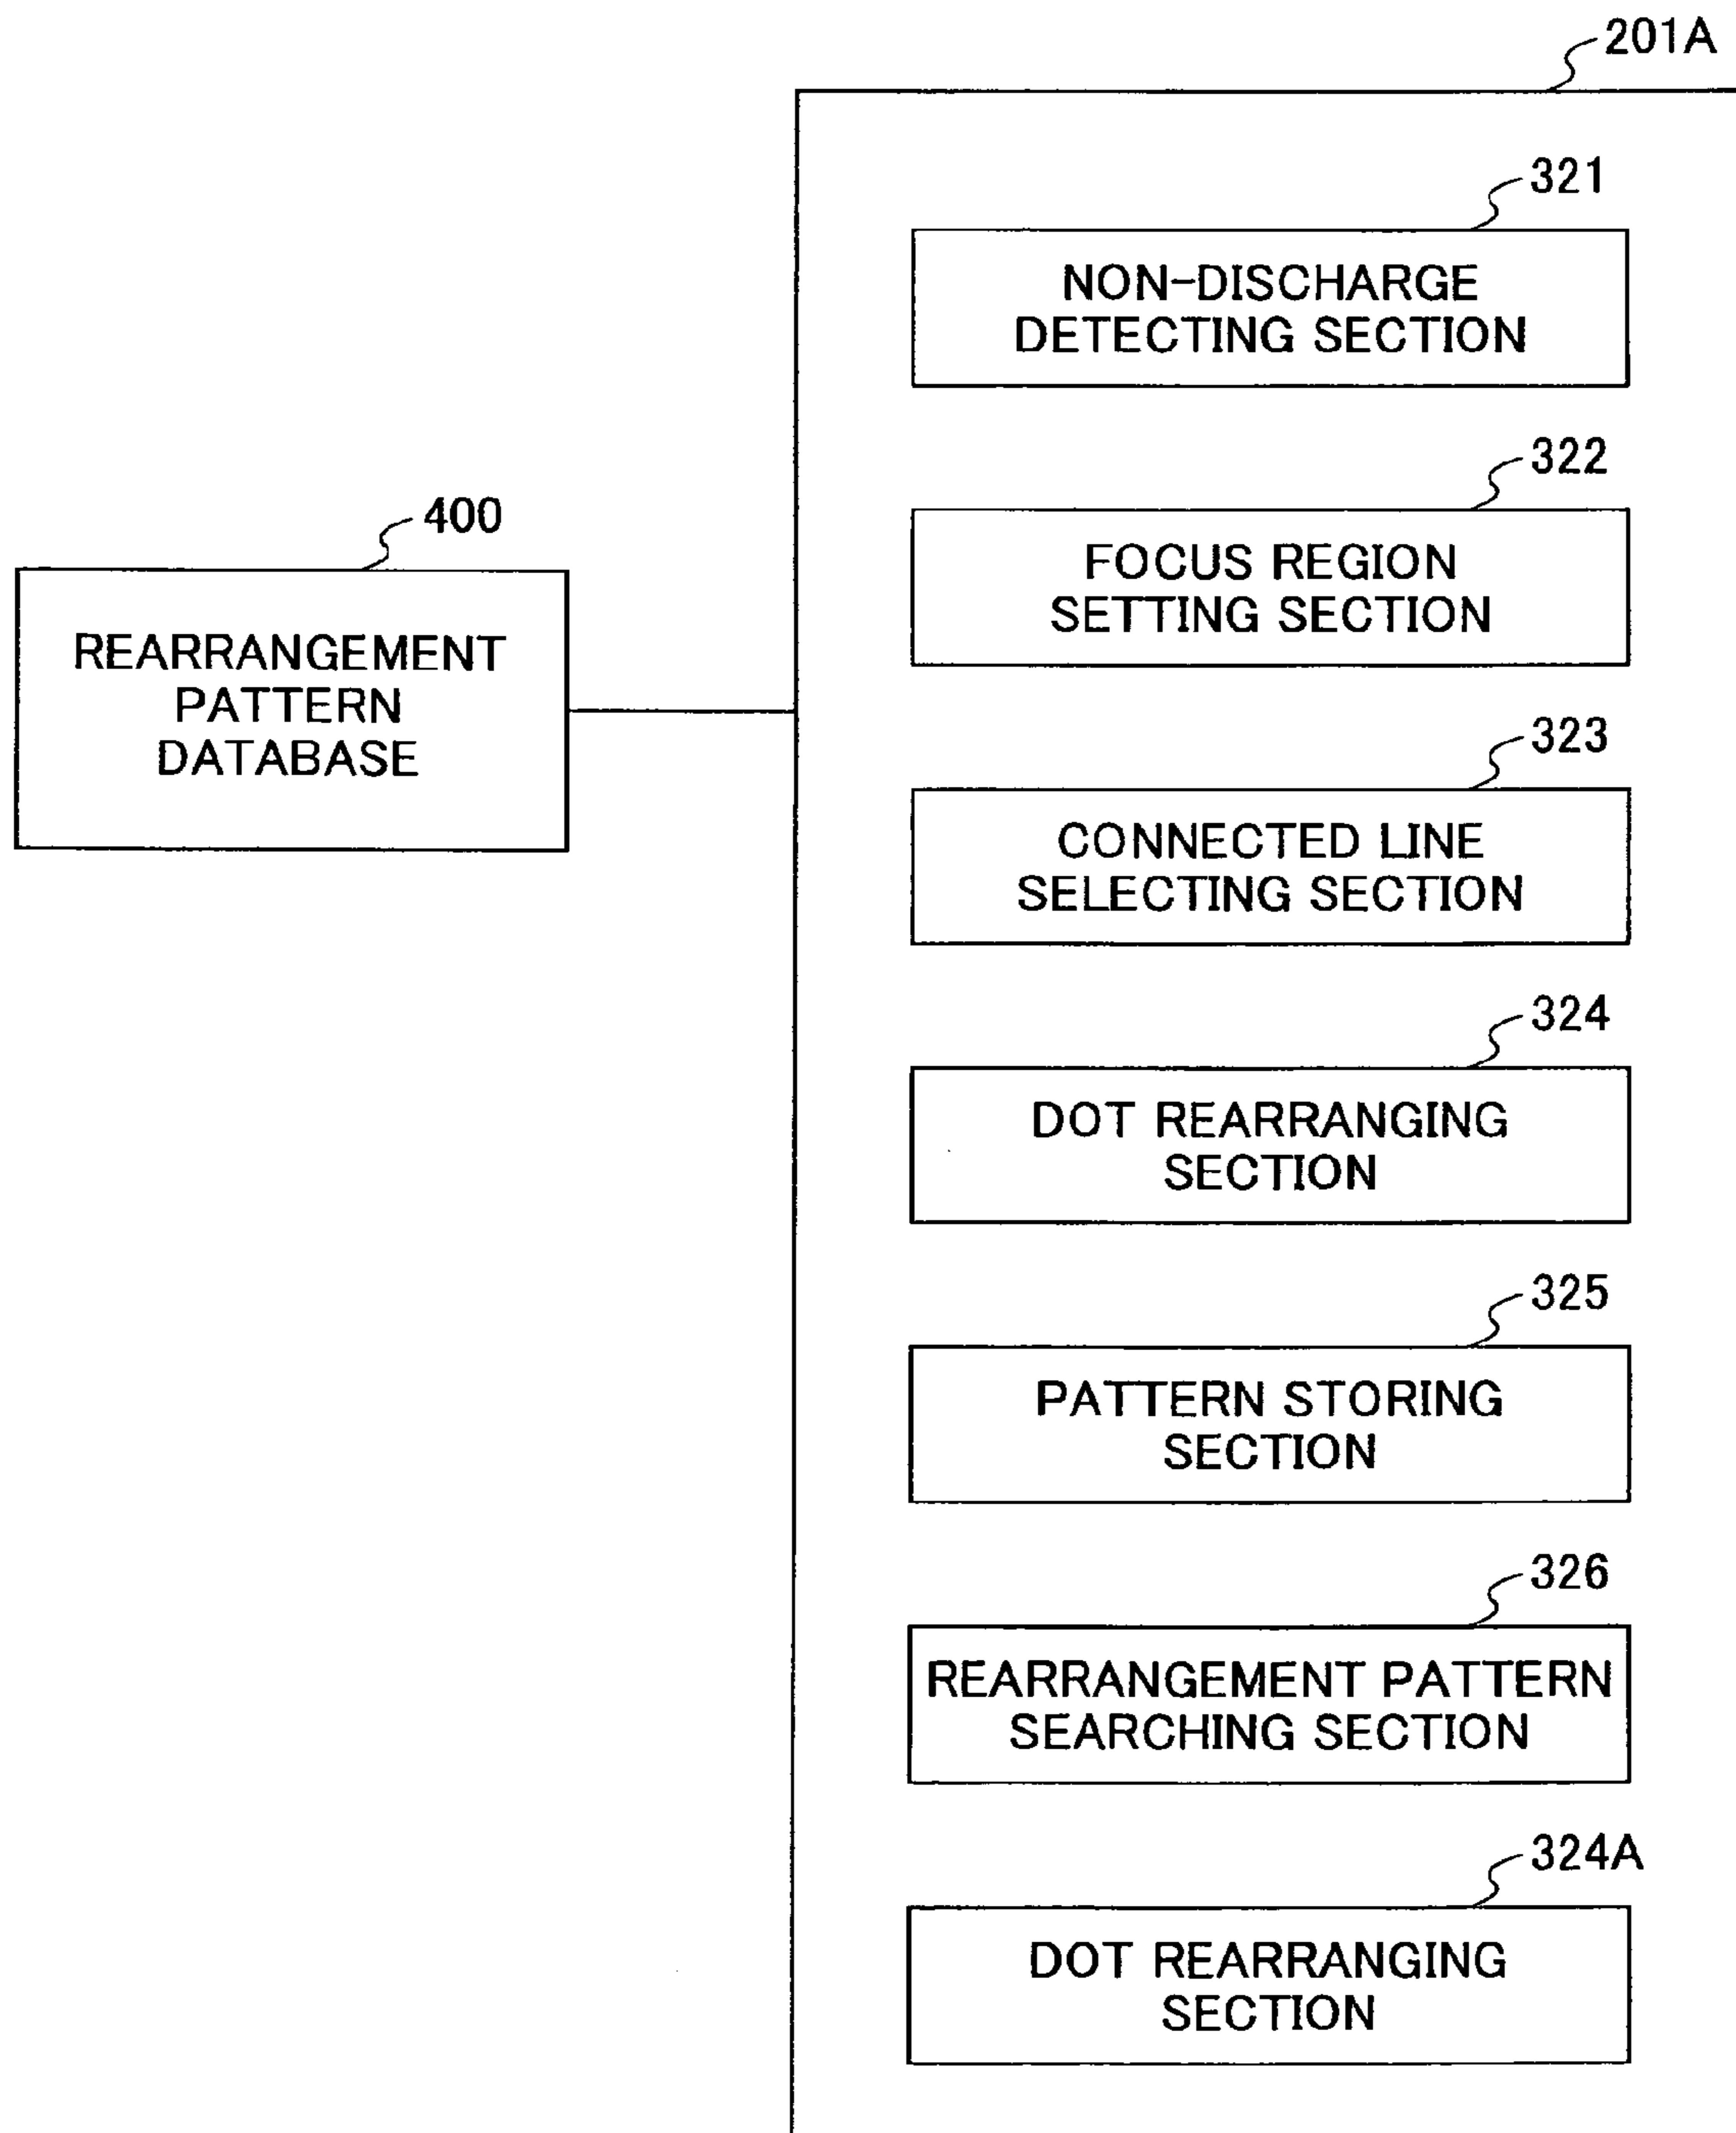 201A
321
NON-DISCHARGE
DETECTING SECTION
322
FOCUS REGION
SETTING SECTION
400
REARRANGEMENT
PATTERN
DATABASE
323
CONNECTED LINE
SELECTING SECTION
324
DOT REARRANGING
SECTION
325
PATTERN STORING
SECTION
326
REARRANGEMENT PATTERN
SEARCHING SECTION
324A
DOT REARRANGING
SECTION